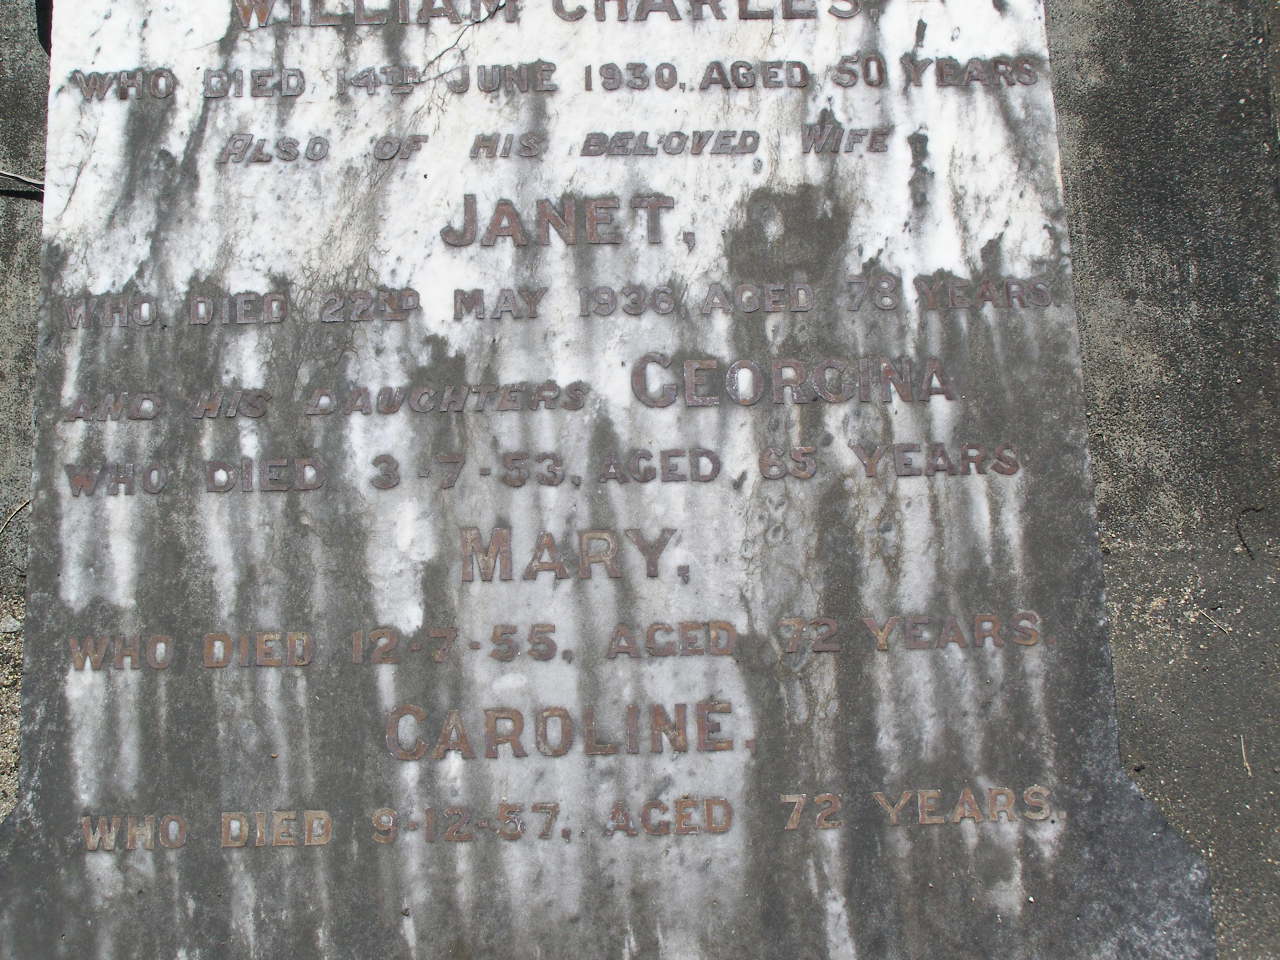 WILLIAM CHARLES
WHO DIED 14TH JUNE 1930, AGED 50 YEARS
ALSO OF HIS BELOVED WIFE
JANET,
WHO DIED 22ND MAY 1936 AGED 78 YEARS.
AND HIS DAUGHTERS GEORGINA
WHO DIED 3-7-53, AGED 65 YEARS
MARY,
WHO DIED 12-7-55, AGED 72 YEARS.
CAROLINE.
WHO DIED 9-12-57, AGED 72 YEARS.